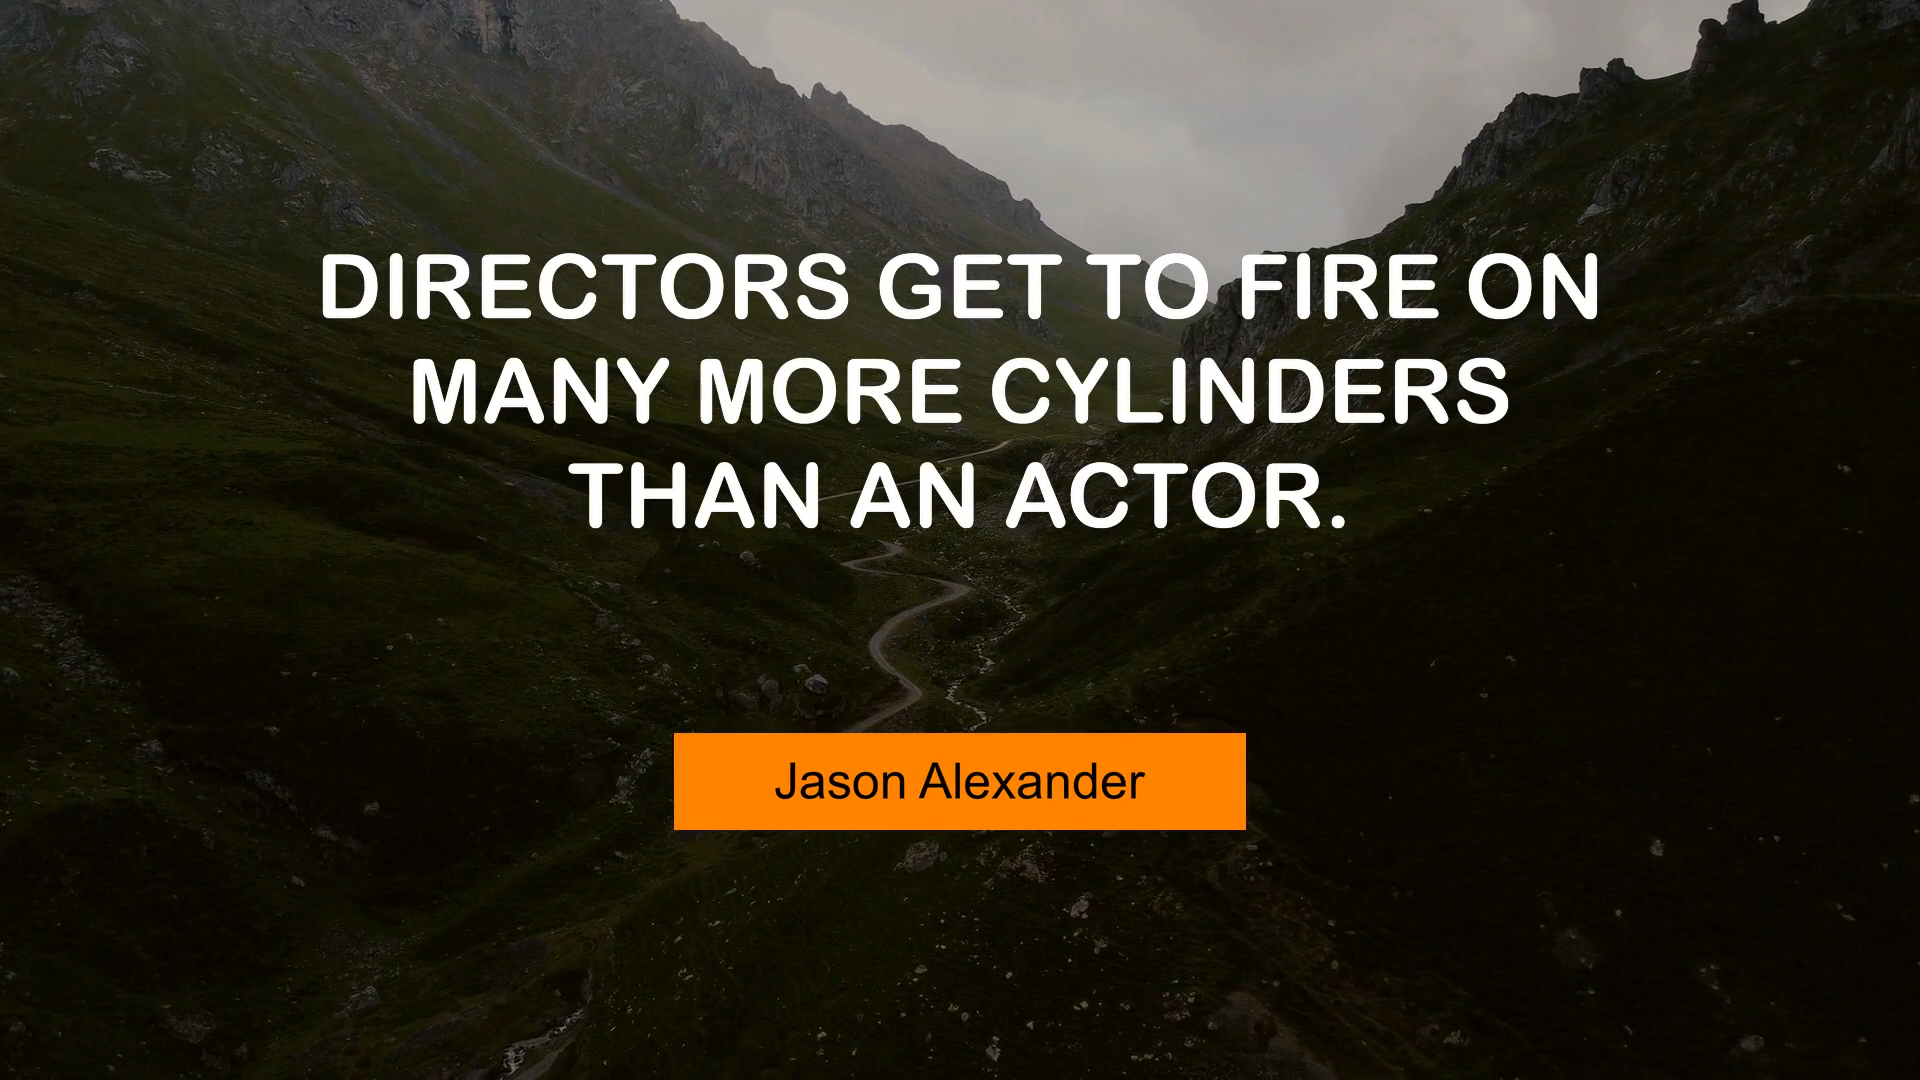 DIRECTORS GET TO FIRE ON
MANY MORE CYLINDERS
THAN AN ACTOR.
Jason Alexander